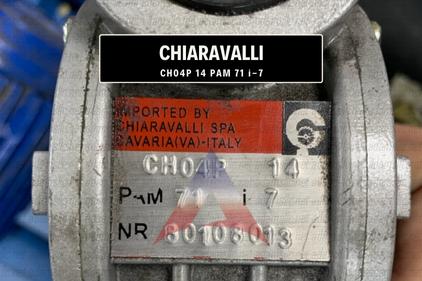 CHIARAVALLI
CH04P 14 PAM 71 i-7
IMPORTED BY
CHIARAVALLI SPA
CAVARIA(VA)-ITALY
CH04P 14
PAM 71 i 7
NR 80108013